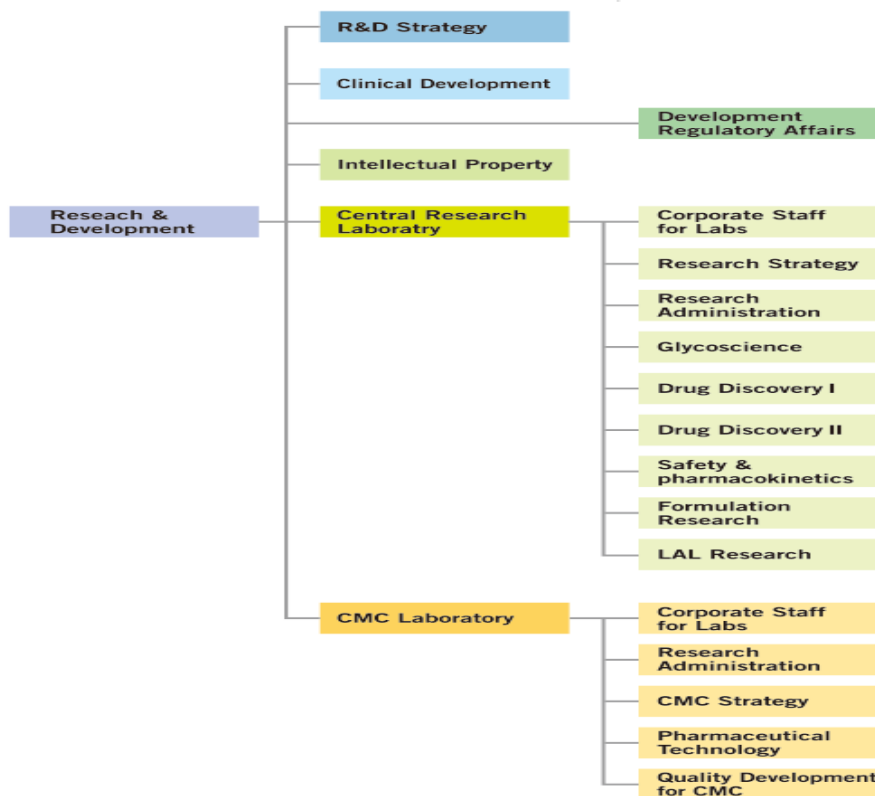 R&D Strategy
Clinical Development
Development
Regulatory Affairs
Intellectual Property
Reseach &
Development
Central Research
Laboratry
Corporate Staff
for Labs
Research Strategy
Research
Administration
Glycoscience
Drug Discovery I
Drug Discovery II
Safety &
pharmacokinetics
Formulation
Research
LAL Research
CMC Laboratory
Corporate Staff
for Labs
Research
Administration
CMC Strategy
Pharmaceutical
Technology
Quality Development
for CMC